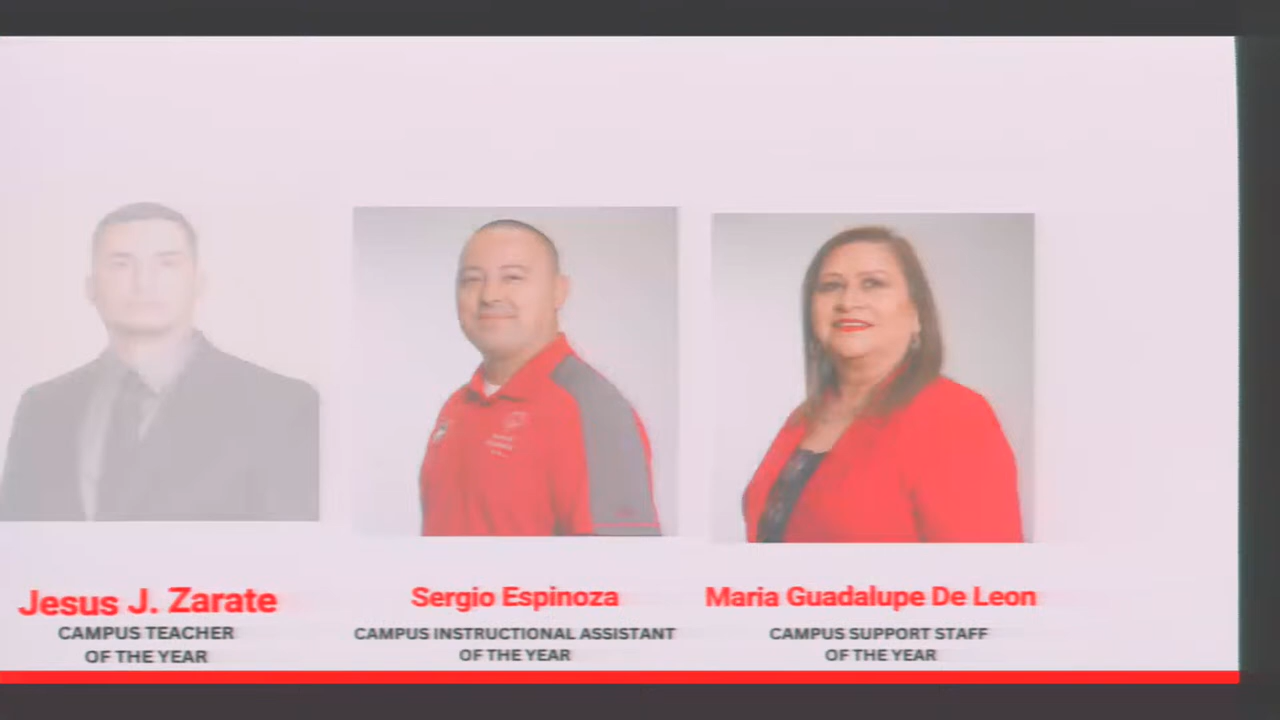 Jesus J. Zarate
CAMPUS TEACHER
OF THE YEAR
Sergio Espinoza
CAMPUS INSTRUCTIONAL ASSISTANT
OF THE YEAR
Maria Guadalupe De Leon
CAMPUS SUPPORT STAFF
OF THE YEAR